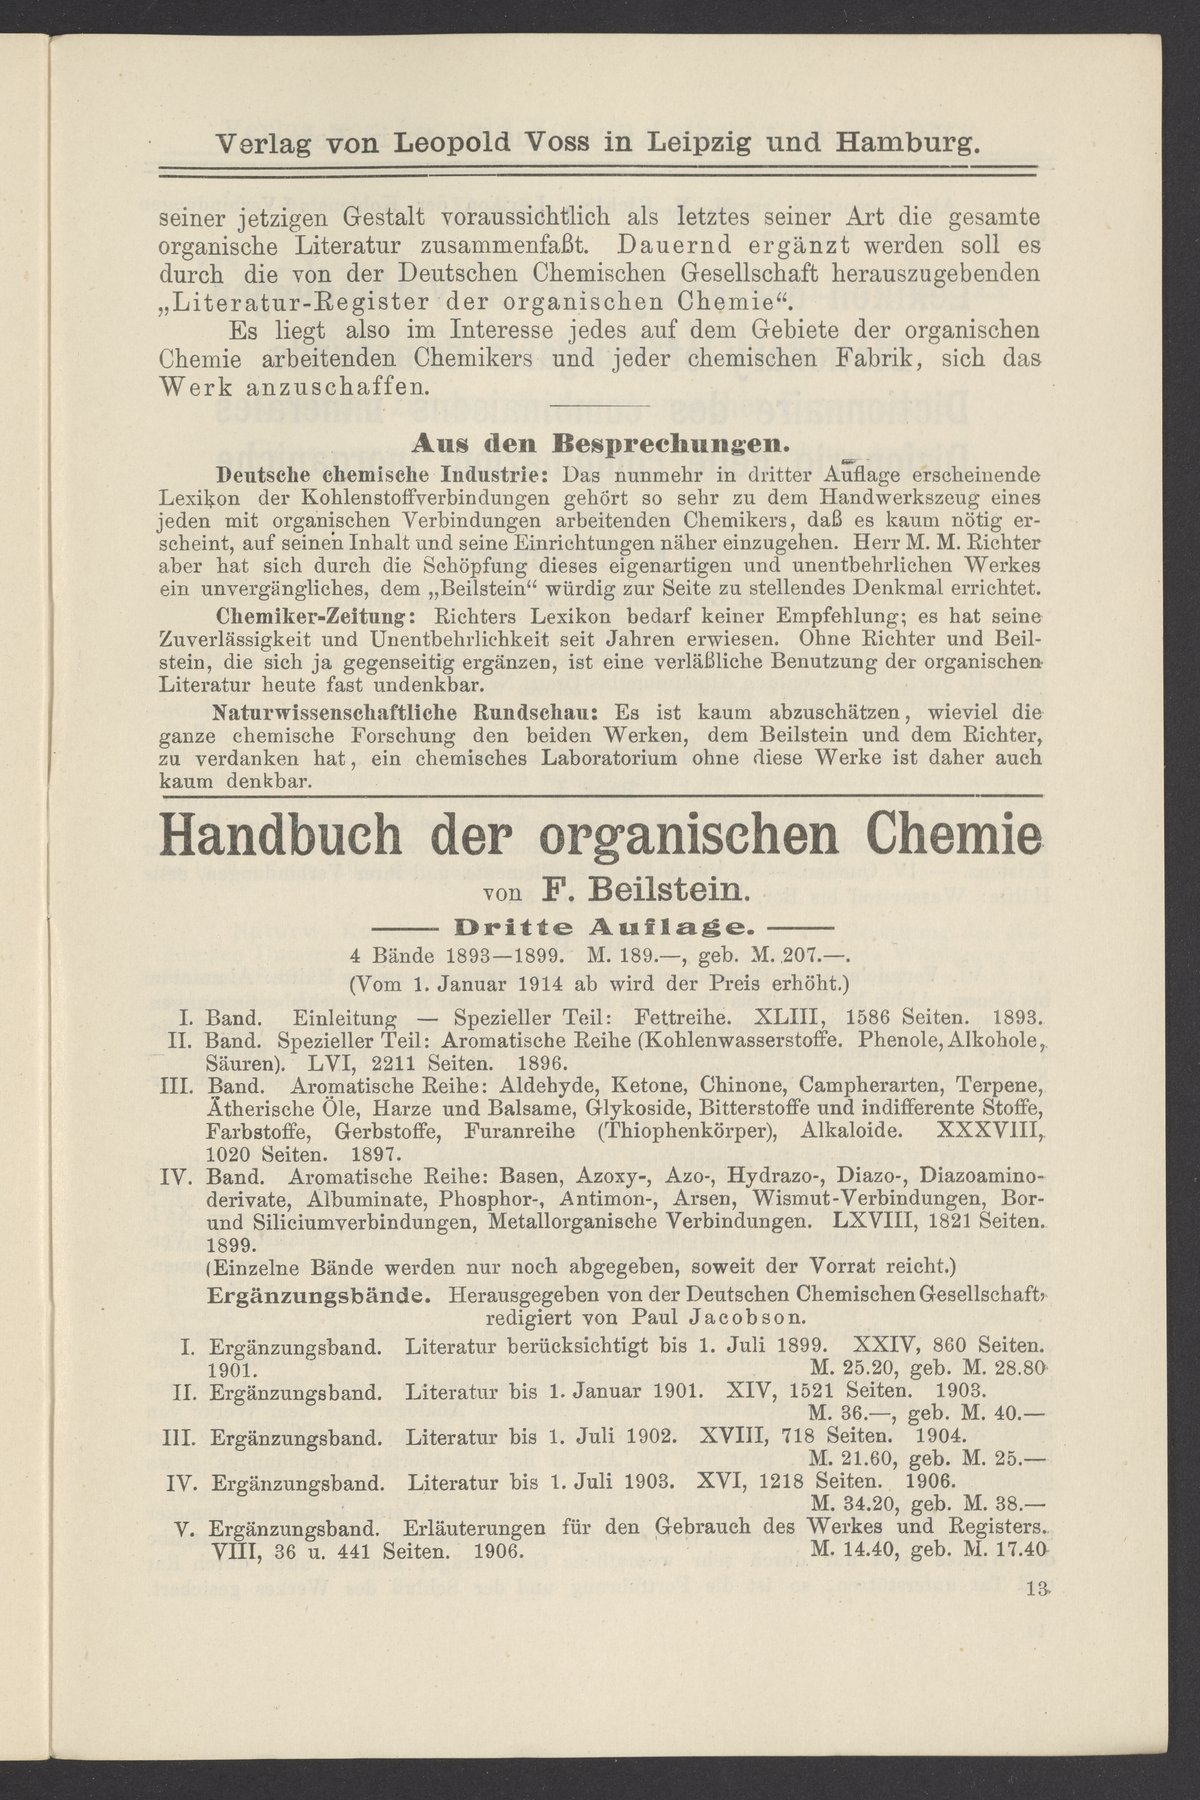 Verlag von Leopold Voss in Leipzig und Hamburg.
seiner jetzigen Gestalt voraussichtlich als letztes seiner Art die gesamte
organische Literatur zusammenfaßt. Dauernd ergänzt werden soll es
durch die von der Deutschen Chemischen Gesellschaft herauszugebenden
„Literatur-Register der organischen Chemie“.
Es liegt also im Interesse jedes auf dem Gebiete der organischen
Chemie arbeitenden Chemikers und jeder chemischen Fabrik, sich das
Werk anzuschaffen.
Aus den Besprechungen.
Deutsche chemische Industrie: Das nunmehr in dritter Auflage erscheinende
Lexikon der Kohlenstoffverbindungen gehört so sehr zu dem Handwerkszeug eines
jeden mit organischen Verbindungen arbeitenden Chemikers, daß es kaum nötig er-
scheint, auf seinen Inhalt und seine Einrichtungen näher einzugehen. Herr M. M. Richter
aber hat sich durch die Schöpfung dieses eigenartigen und unentbehrlichen Werkes
ein unvergängliches, dem „Beilstein“ würdig zur Seite zu stellendes Denkmal errichtet.
Chemiker-Zeitung: Richters Lexikon bedarf keiner Empfehlung; es hat seine
Zuverlässigkeit und Unentbehrlichkeit seit Jahren erwiesen. Ohne Richter und Beil-
stein, die sich ja gegenseitig ergänzen, ist eine verläßliche Benutzung der organischen
Literatur heute fast undenkbar.
Naturwissenschaftliche Rundschau: Es ist kaum abzuschätzen, wieviel die
ganze chemische Forschung den beiden Werken, dem Beilstein und dem Richter,
zu verdanken hat, ein chemisches Laboratorium ohne diese Werke ist daher auch
kaum denkbar.
Handbuch der organischen Chemie
von F. Beilstein.
Dritte Auflage.
4 Bände 1893—1899. M. 189.—, geb. M. 207.—.
(Vom 1. Januar 1914 ab wird der Preis erhöht.)
I. Band. Einleitung — Spezieller Teil: Fettreihe. XLIII, 1586 Seiten. 1893.
II. Band. Spezieller Teil: Aromatische Reihe (Kohlenwasserstoffe. Phenole, Alkohole,
Säuren). LVI, 2211 Seiten. 1896.
III. Band. Aromatische Reihe: Aldehyde, Ketone, Chinone, Campherarten, Terpene,
Ätherische Öle, Harze und Balsame, Glykoside, Bitterstoffe und indifferente Stoffe,
Farbstoffe, Gerbstoffe, Furanreihe (Thiophenkörper), Alkaloide. XXXVIII,
1020 Seiten. 1897.
IV. Band. Aromatische Reihe: Basen, Azoxy-, Azo-, Hydrazo-, Diazo-, Diazoamino-
derivate, Albuminate, Phosphor-, Antimon-, Arsen, Wismut-Verbindungen, Bor-
und Siliciumverbindungen, Metallorganische Verbindungen. LXVIII, 1821 Seiten.
1899.
(Einzelne Bände werden nur noch abgegeben, soweit der Vorrat reicht.)
Ergänzungsbände. Herausgegeben von der Deutschen Chemischen Gesellschaft,
redigiert von Paul Jacobson.
I. Ergänzungsband. Literatur berücksichtigt bis 1. Juli 1899. XXIV, 860 Seiten.
1901. M. 25.20, geb. M. 28.80
II. Ergänzungsband. Literatur bis 1. Januar 1901. XIV, 1521 Seiten. 1903.
M. 36.—, geb. M. 40.—
III. Ergänzungsband. Literatur bis 1. Juli 1902. XVIII, 718 Seiten. 1904.
M. 21.60, geb. M. 25.—
IV. Ergänzungsband. Literatur bis 1. Juli 1903. XVI, 1218 Seiten. 1906.
M. 34.20, geb. M. 38.—
V. Ergänzungsband. Erläuterungen für den Gebrauch des Werkes und Registers.
VIII, 36 u. 441 Seiten. 1906. M. 14.40, geb. M. 17.40
13